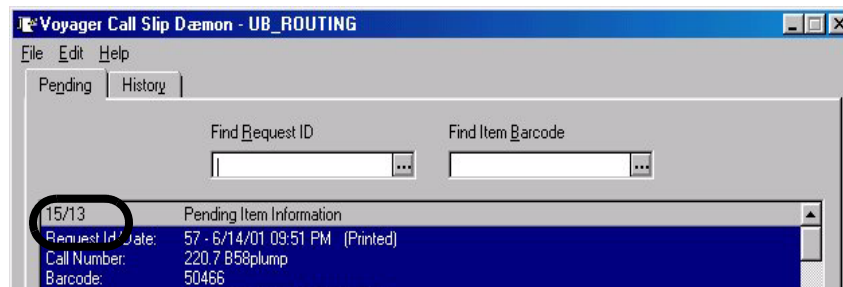 Voyager Call Slip Dæmon - UB_ROUTING
File Edit Help
Pending History
Find Request ID Find Item Barcode
... ...
15/13 Pending Item Information
Request Id/Date: 57 - 6/14/01 09:51 PM (Printed)
Call Number: 220.7 B58plump
Barcode: 50466